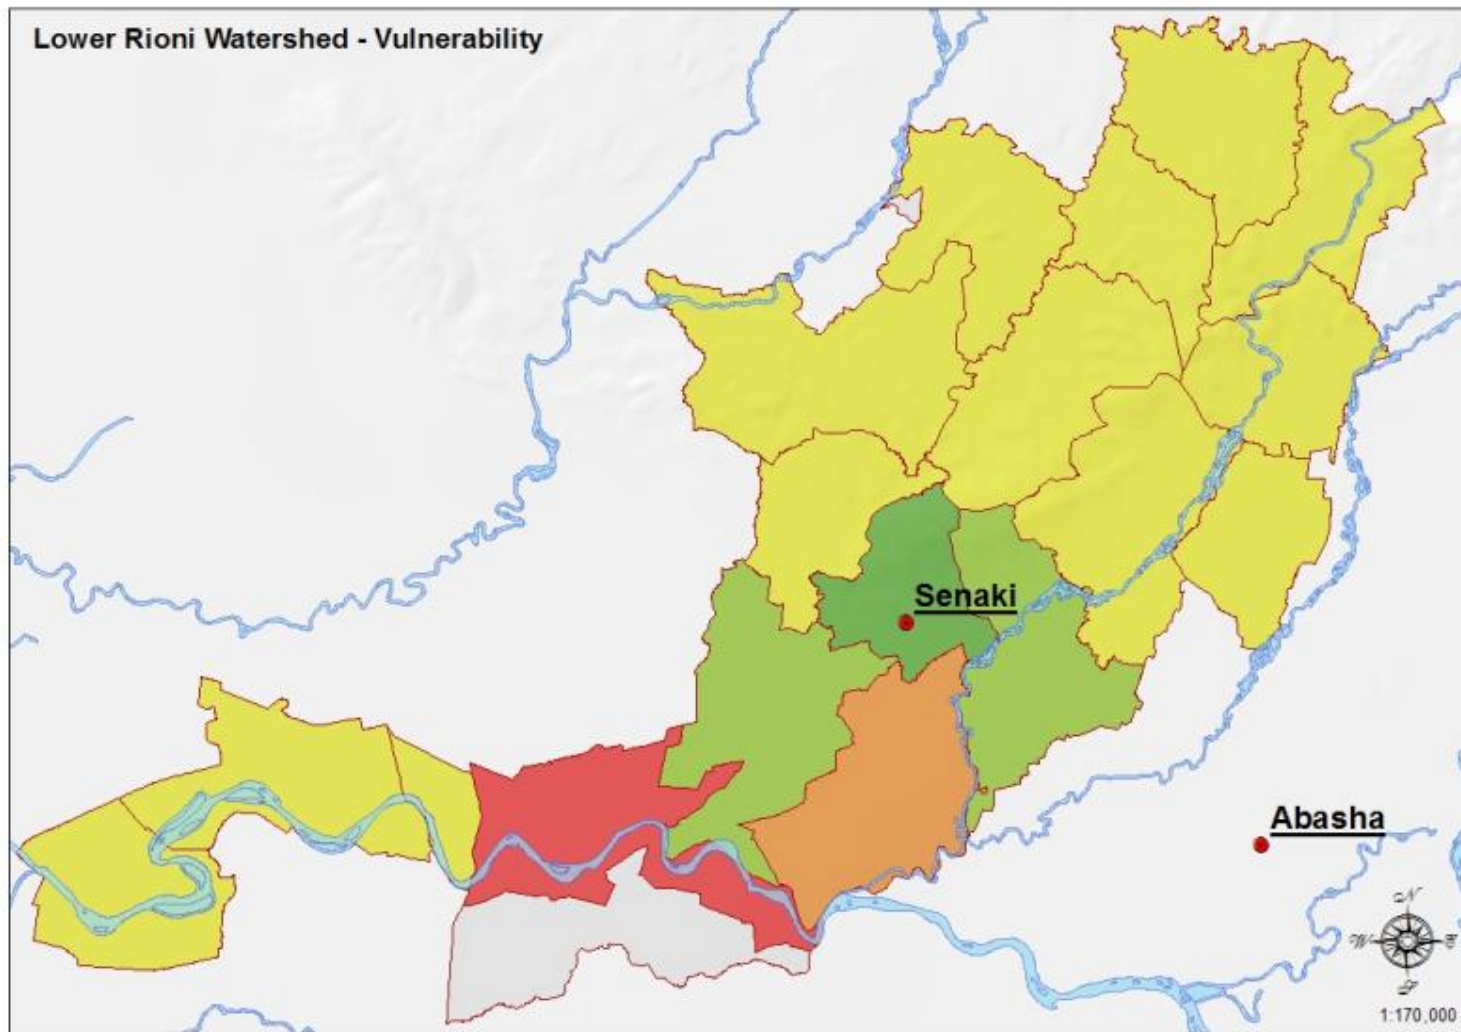 Lower Rioni Watershed - Vulnerability
Senaki
Abasha
N
W E
S
1:170,000